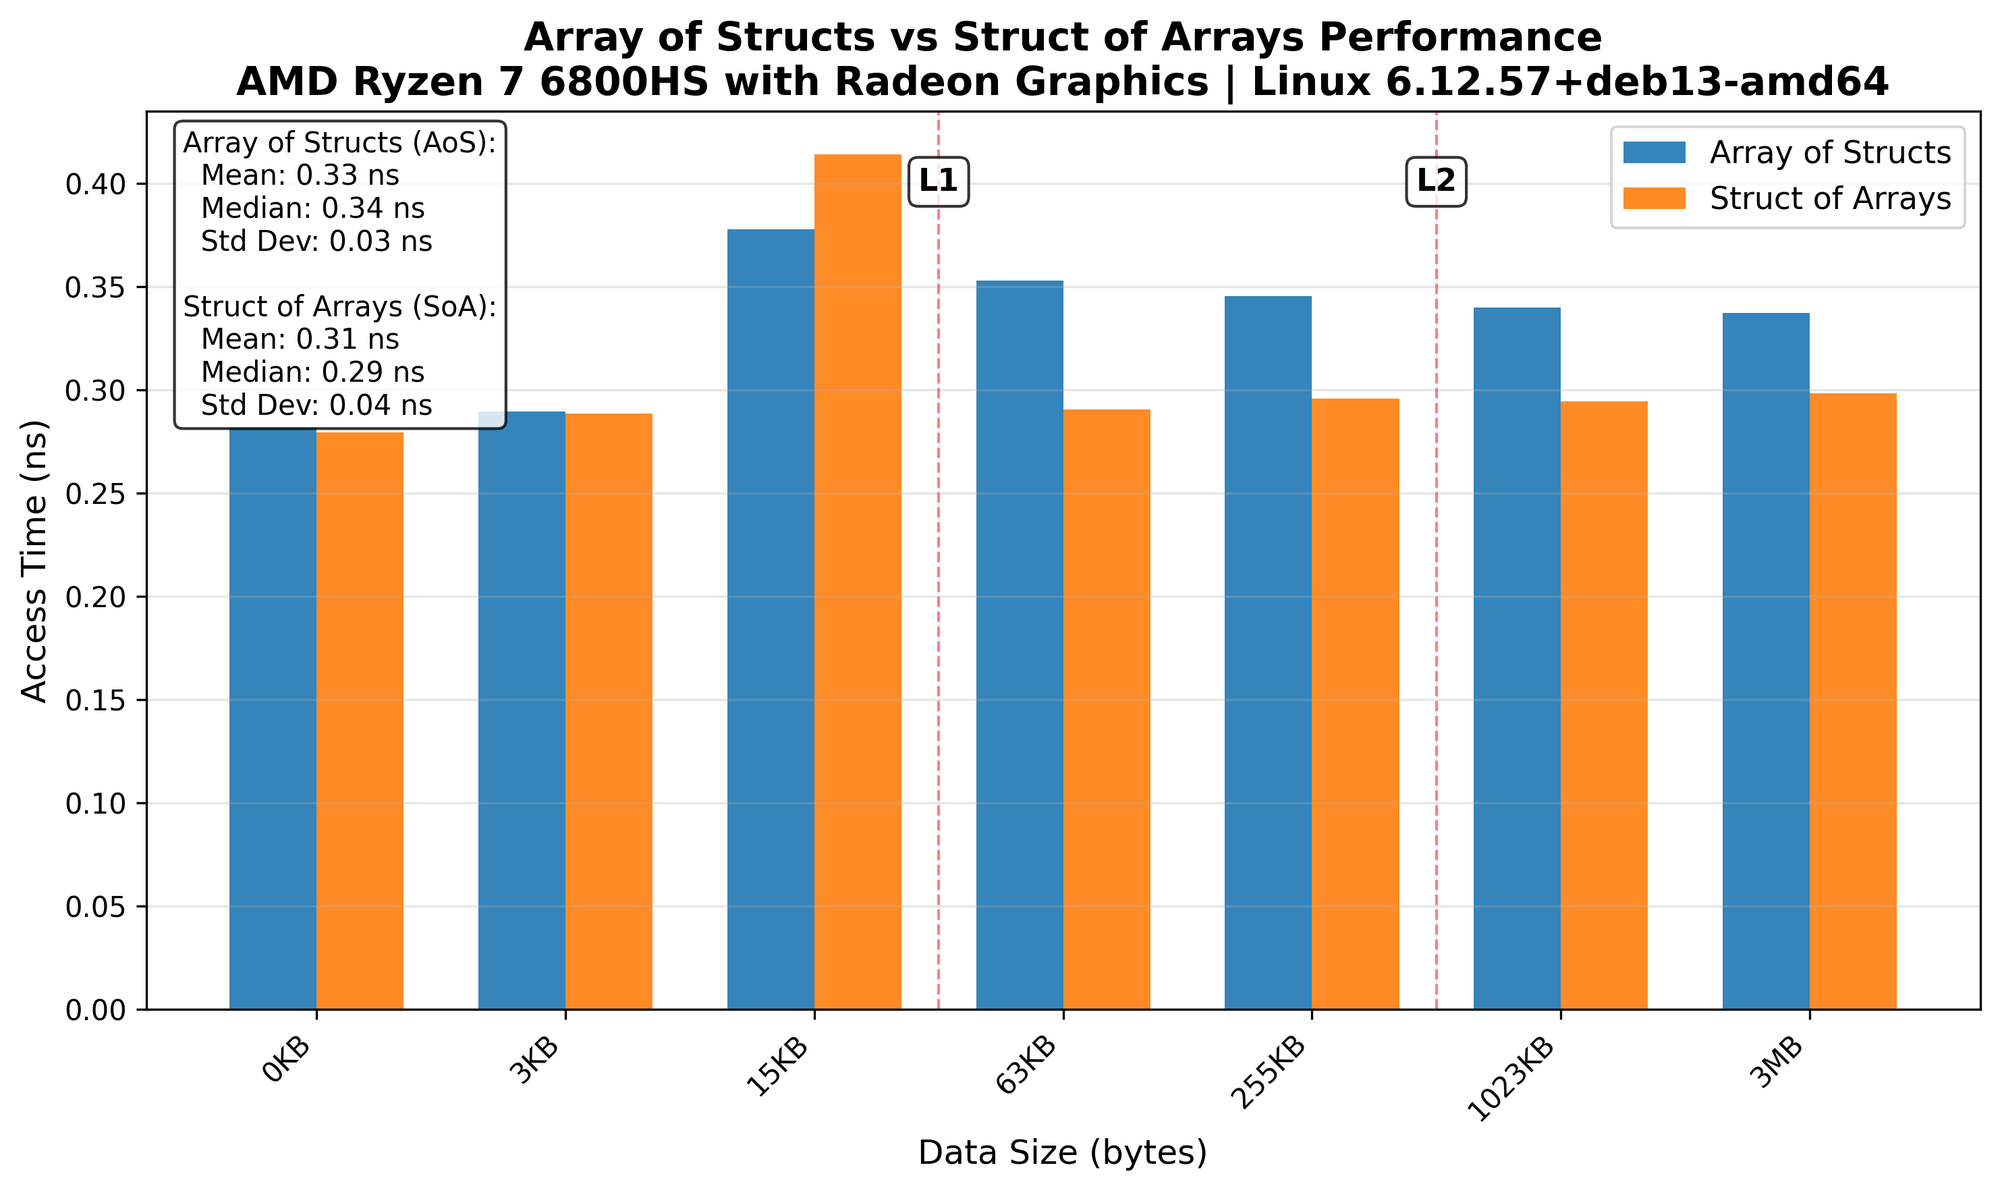 Array of Structs vs Struct of Arrays Performance
AMD Ryzen 7 6800HS with Radeon Graphics | Linux 6.12.57+deb13-amd64
Array of Structs (AoS):
Mean: 0.33 ns
Median: 0.34 ns
Std Dev: 0.03 ns
Struct of Arrays (SoA):
Mean: 0.31 ns
Median: 0.29 ns
Std Dev: 0.04 ns
L1
L2
Array of Structs
Struct of Arrays
Access Time (ns)
0.40
0.35
0.30
0.25
0.20
0.15
0.10
0.05
0.00
0KB
3KB
15KB
63KB
255KB
1023KB
3MB
Data Size (bytes)